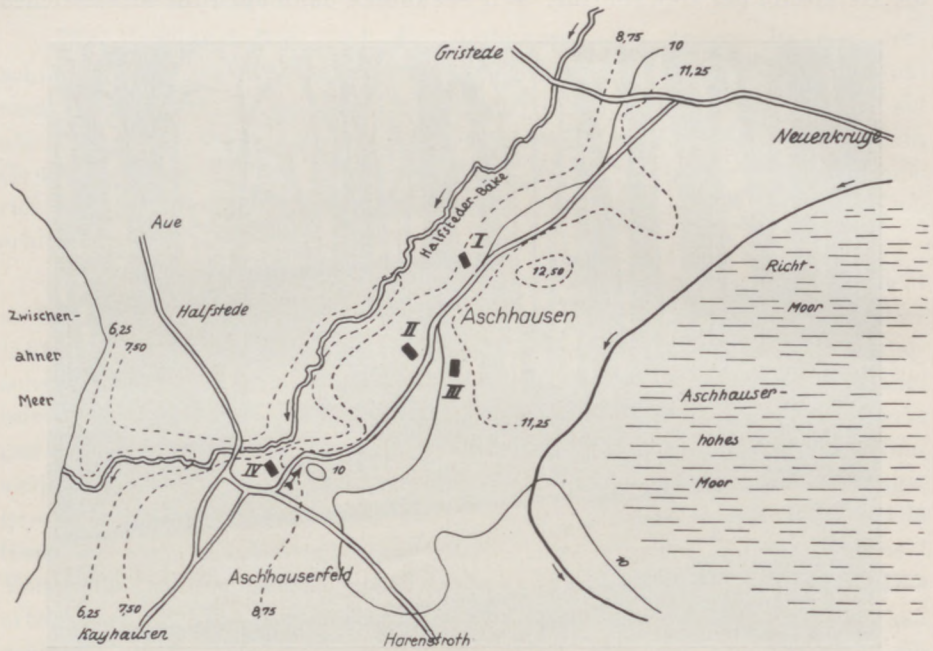 8,75
10
11,25
Gristede
Neuenkruge
Halfsteder-Bäke
Aue
I
Richt-
Moor
12,50
Halfstede
Zwischen-
ahner
Meer
6,25
7,50
Aschhausen
II
III
Aschhauser-
hohes
Moor
11,25
IV
10
Aschhauserfeld
10
6,25
7,50
8,75
Kayhausen
Harenstroth